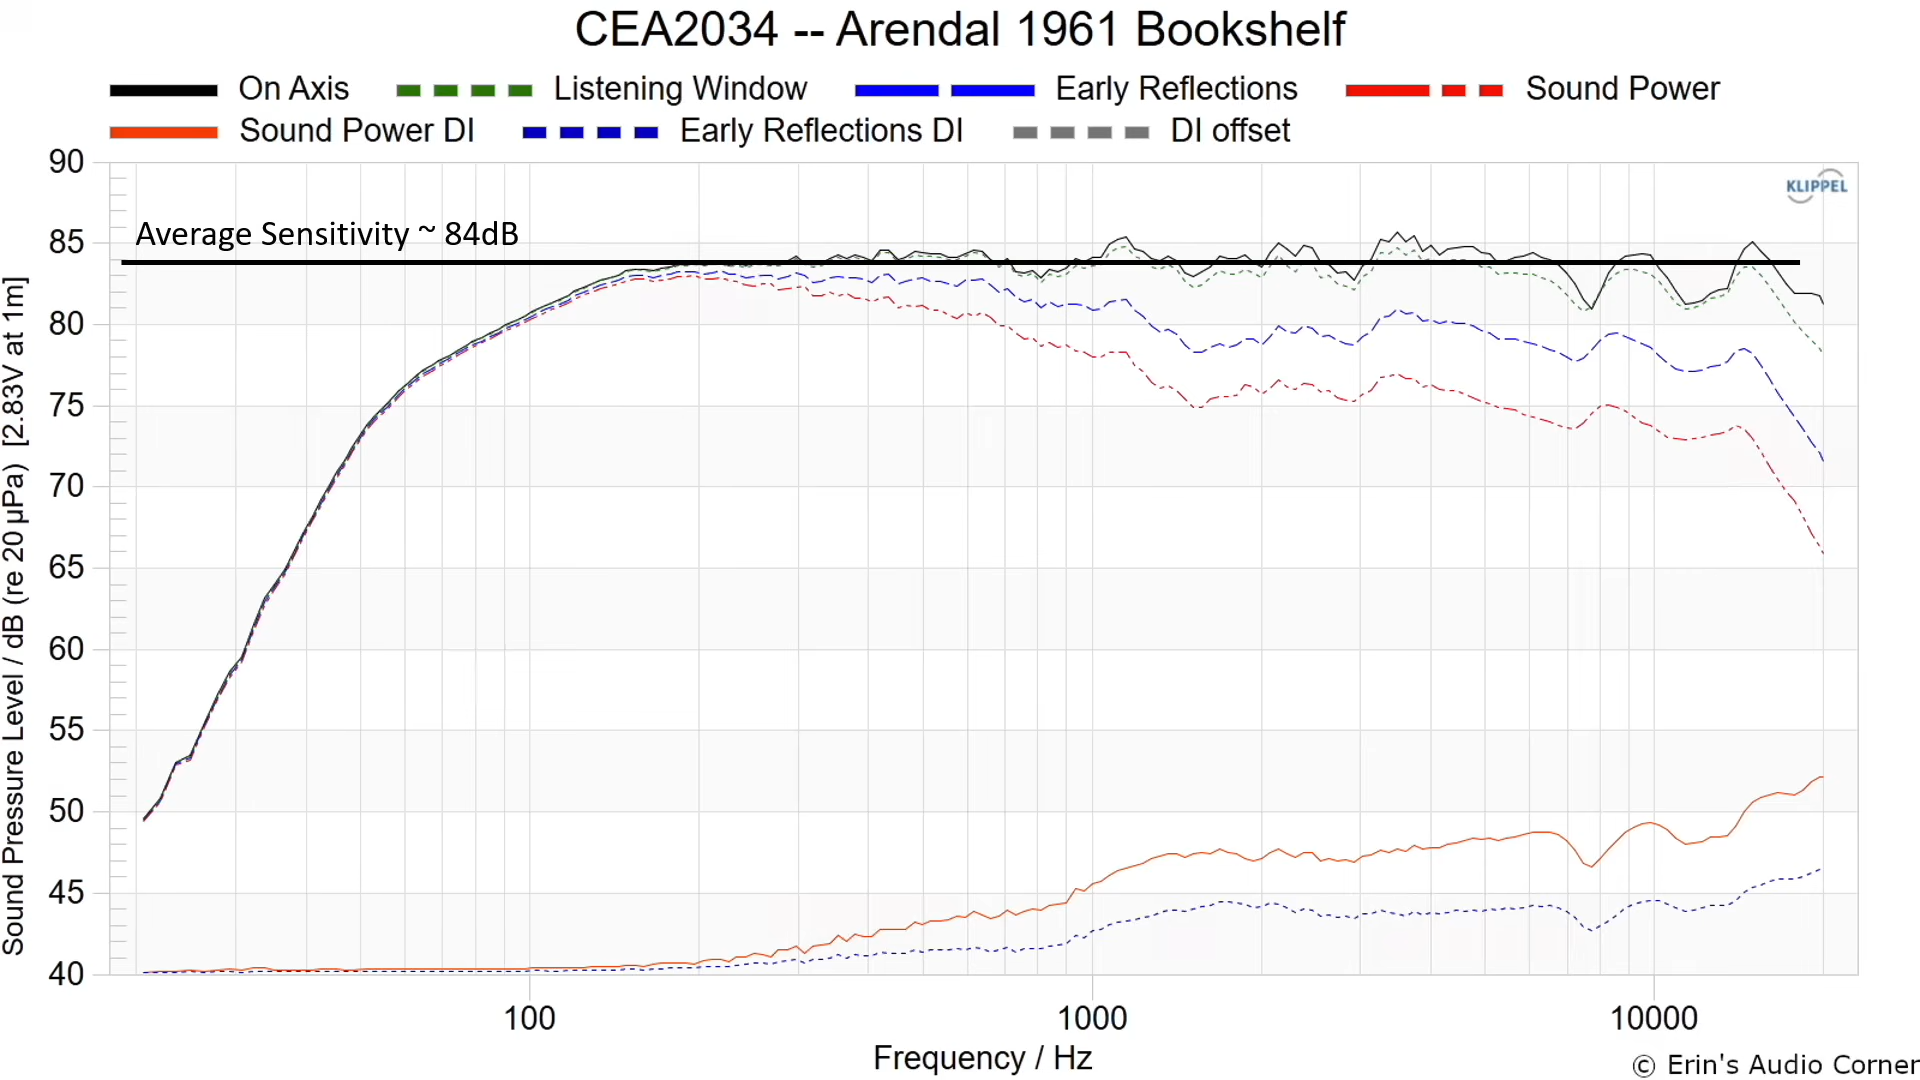 CEA2034 -- Arendal 1961 Bookshelf
On Axis Listening Window Early Reflections Sound Power
Sound Power DI Early Reflections DI DI offset
KLIPPEL
Average Sensitivity ~ 84dB
Sound Pressure Level / dB (re 20 µPa) [2.83V at 1m]
90
85
80
75
70
65
60
55
50
45
40
100 1000 10000
Frequency / Hz
© Erin's Audio Corner